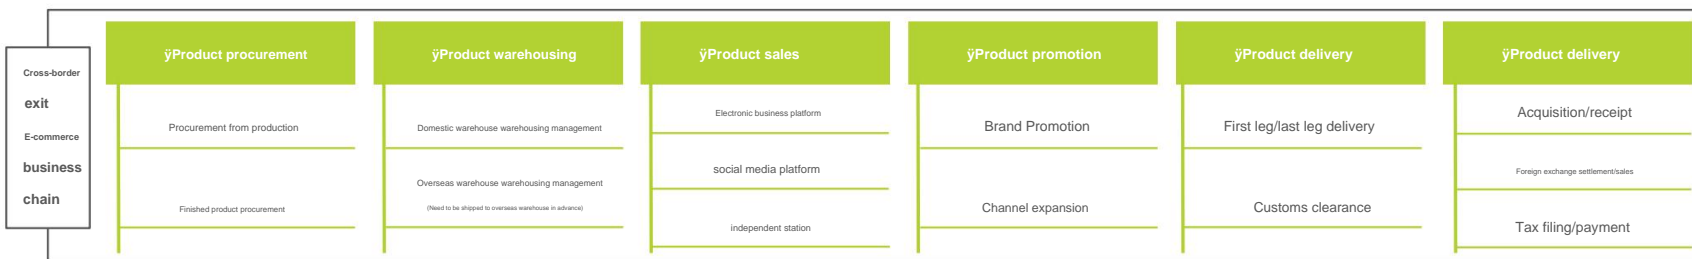 Cross-border
exit
E-commerce
business
chain
ÿProduct procurement
Procurement from production
Finished product procurement
ÿProduct warehousing
Domestic warehouse warehousing management
Overseas warehouse warehousing management
(Need to be shipped to overseas warehouse in advance)
ÿProduct sales
Electronic business platform
social media platform
independent station
ÿProduct promotion
Brand Promotion
Channel expansion
ÿProduct delivery
First leg/last leg delivery
Customs clearance
ÿProduct delivery
Acquisition/receipt
Foreign exchange settlement/sales
Tax filing/payment